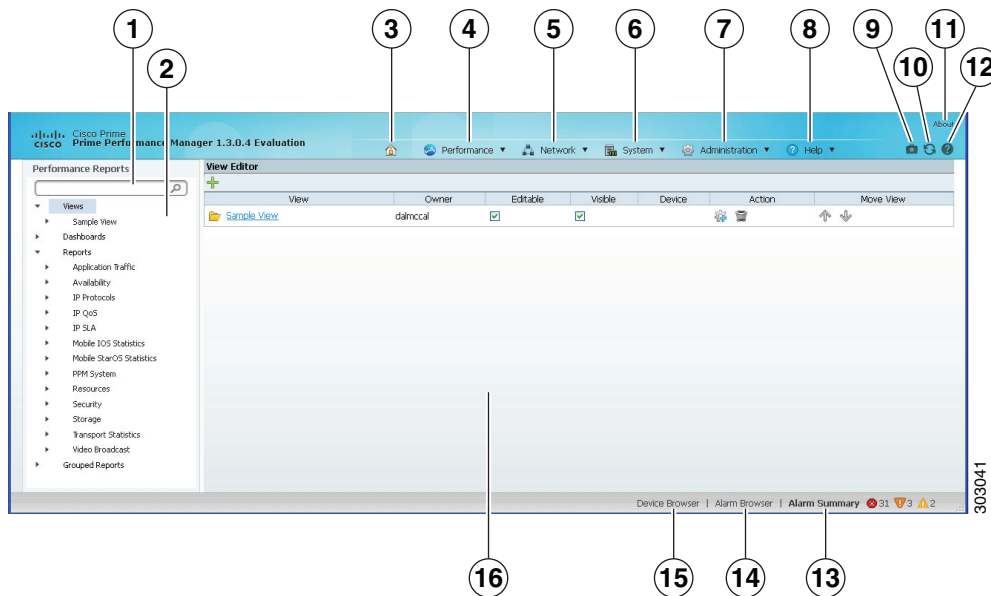 1
2
3
4
5
6
7
8
9
10
11
12
About
Cisco Prime
CISCO Prime Performance Manager 1.3.0.4 Evaluation
Performance
Network
System
Administration
Help
Performance Reports
View Editor
View Owner Editable Visible Device Action Move View
Sample View dalmccal
Views
Sample View
Dashboards
Reports
Application Traffic
Availability
IP Protocols
IP QoS
IP SLA
Mobile IOS Statistics
Mobile StarOS Statistics
PPM System
Resources
Security
Storage
Transport Statistics
Video Broadcast
Grouped Reports
Device Browser | Alarm Browser | Alarm Summary 31 3 2
303041
16
15
14
13